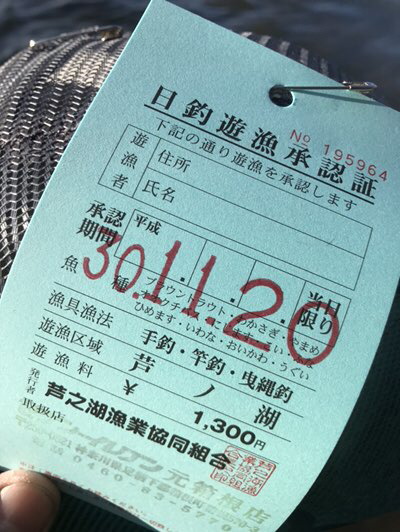 日釣遊漁承認証
No 195964
下記の通り遊漁を承認します
遊漁者
住所
氏名
承認期間
平成
30.11.20
当日限り
魚種
ブラウントラウト・わかさぎ・
ひめます・いわな・おいかわ・うぐい
漁具漁法 手釣・竿釣・曳縄釣
遊漁区域 芦ノ湖
遊漁料 ¥ 1,300円
発行者 芦之湖漁業協同組合
取扱店
元箱根店